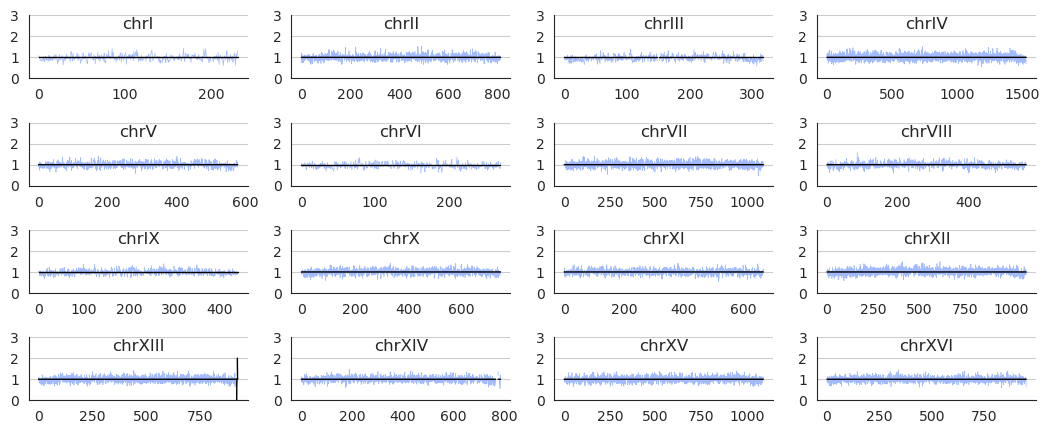 chrI chrII chrIII chrIV
3 3 3 3
2 2 2 2
1 1 1 1
0 0 0 0
0 100 200 0 200 400 600 800 0 100 200 300 0 500 1000 1500
chrV chrVI chrVII chrVIII
3 3 3 3
2 2 2 2
1 1 1 1
0 0 0 0
0 200 400 600 0 100 200 0 250 500 750 1000 0 200 400
chrIX chrX chrXI chrXII
3 3 3 3
2 2 2 2
1 1 1 1
0 0 0 0
0 100 200 300 400 0 200 400 600 0 200 400 600 0 250 500 750 1000
chrXIII chrXIV chrXV chrXVI
3 3 3 3
2 2 2 2
1 1 1 1
0 0 0 0
0 250 500 750 0 200 400 600 800 0 250 500 750 1000 0 250 500 750